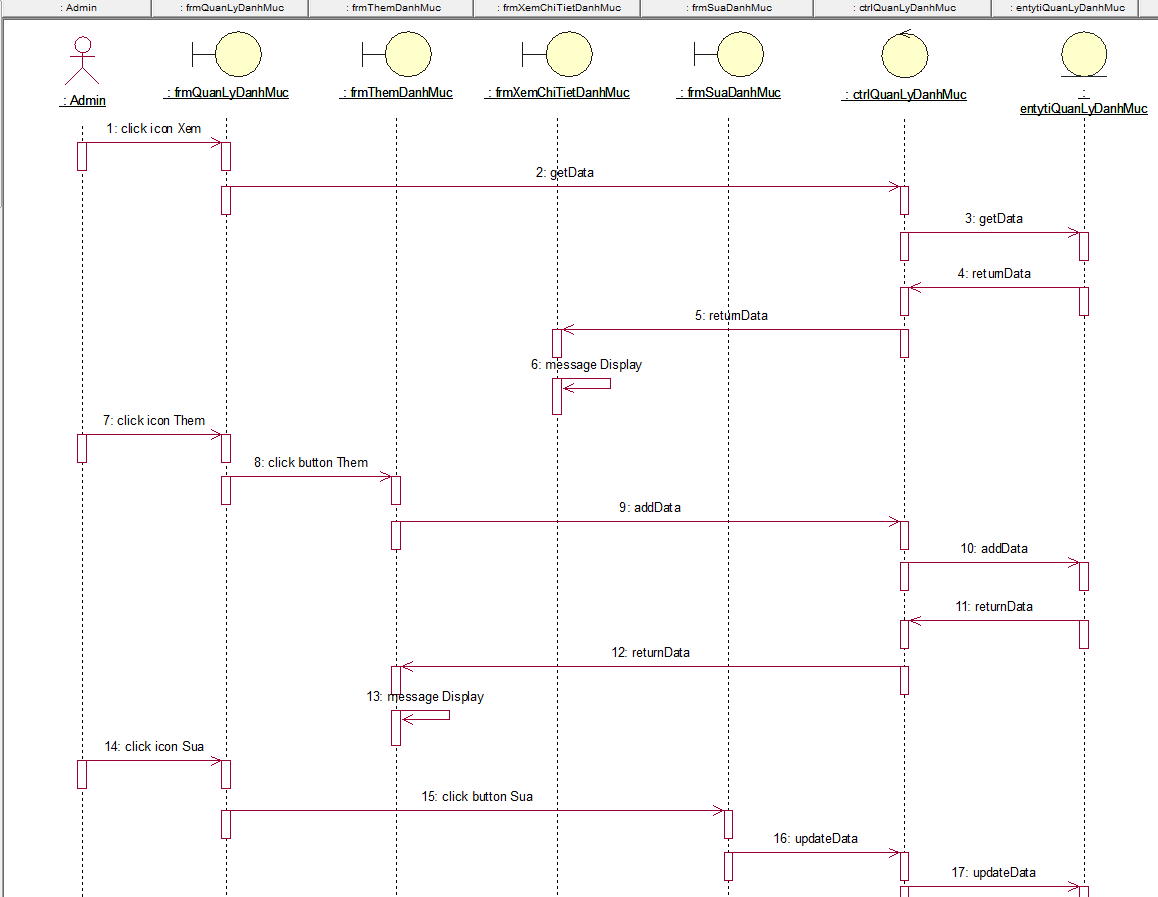 : Admin
: frmQuanLyDanhMuc
: frmThemDanhMuc
: frmXemChiTietDanhMuc
: frmSuaDanhMuc
: ctrlQuanLyDanhMuc
: entytiQuanLyDanhMuc
: Admin
: frmQuanLyDanhMuc
: frmThemDanhMuc
: frmXemChiTietDanhMuc
: frmSuaDanhMuc
: ctrlQuanLyDanhMuc
:
entytiQuanLyDanhMuc
1: click icon Xem
2: getData
3: getData
4: returnData
5: returnData
6: message Display
7: click icon Them
8: click button Them
9: addData
10: addData
11: returnData
12: returnData
13: message Display
14: click icon Sua
15: click button Sua
16: updateData
17: updateData